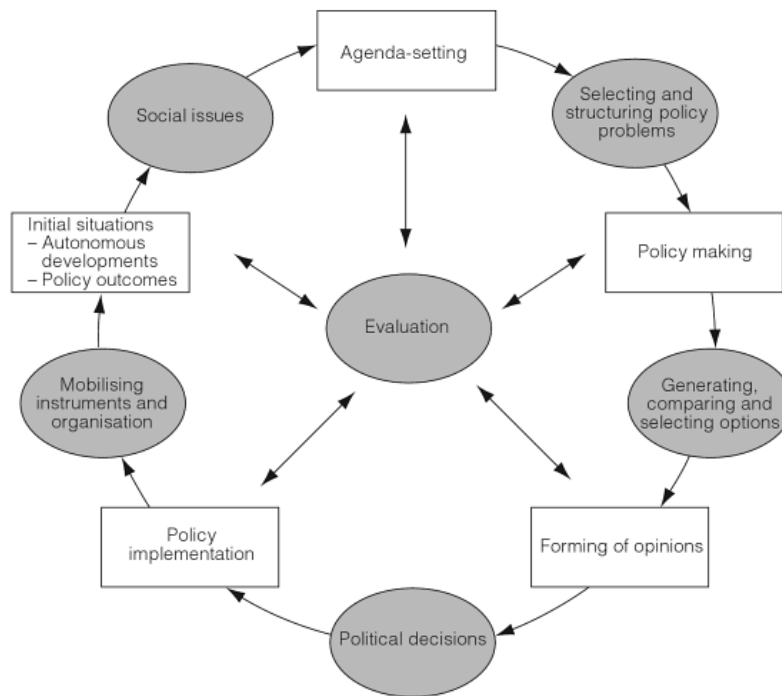 Agenda-setting
Selecting and
structuring policy
problems
Policy making
Generating,
comparing and
selecting options
Forming of opinions
Political decisions
Policy
implementation
Mobilising
instruments and
organisation
Initial situations
– Autonomous
developments
– Policy outcomes
Social issues
Evaluation